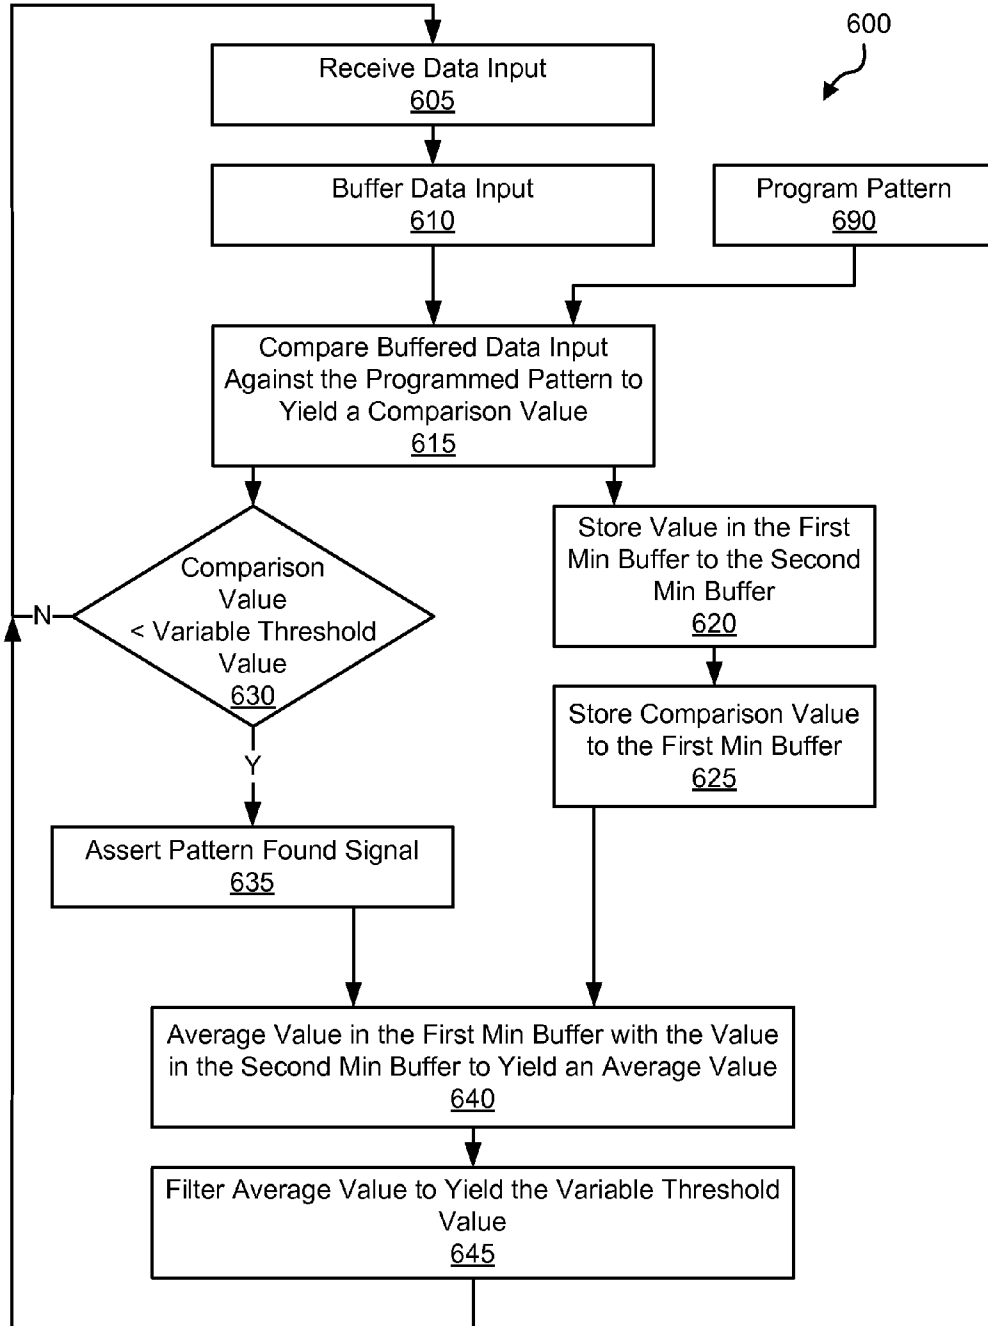 600
Receive Data Input
605
Buffer Data Input
610
Program Pattern
690
Compare Buffered Data Input
Against the Programmed Pattern to
Yield a Comparison Value
615
Comparison
Value
< Variable Threshold
Value
630
N
Y
Store Value in the First
Min Buffer to the Second
Min Buffer
620
Store Comparison Value
to the First Min Buffer
625
Assert Pattern Found Signal
635
Average Value in the First Min Buffer with the Value
in the Second Min Buffer to Yield an Average Value
640
Filter Average Value to Yield the Variable Threshold
Value
645